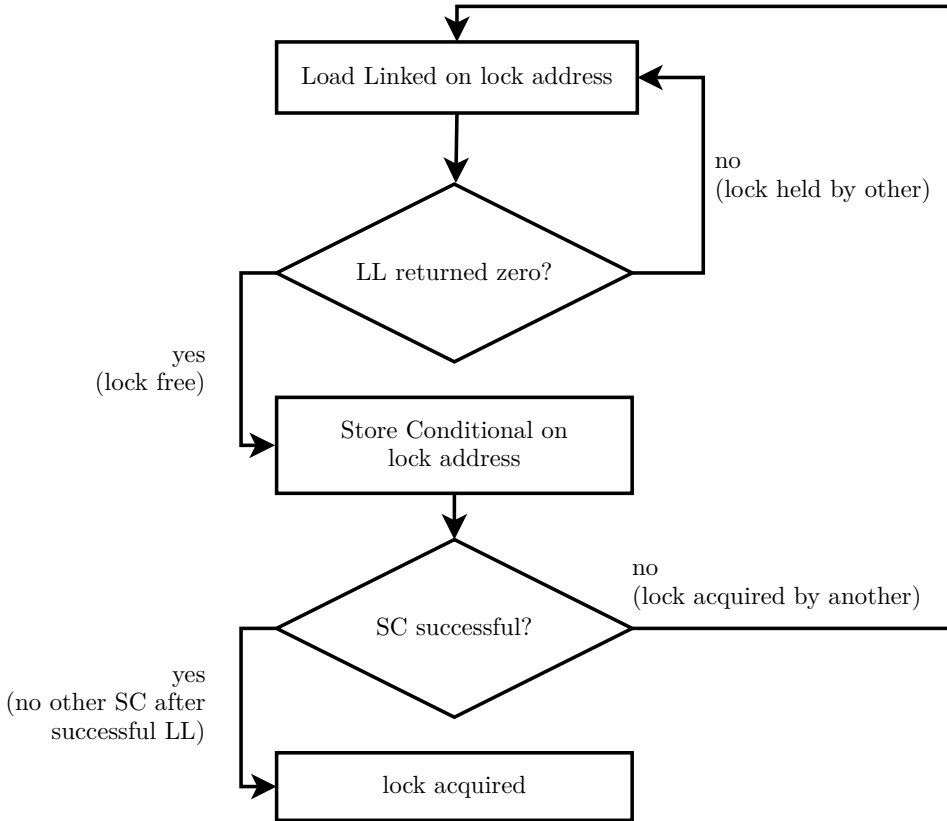 Load Linked on lock address
no
(lock held by other)
LL returned zero?
yes
(lock free)
Store Conditional on
lock address
no
(lock acquired by another)
SC successful?
yes
(no other SC after
successful LL)
lock acquired